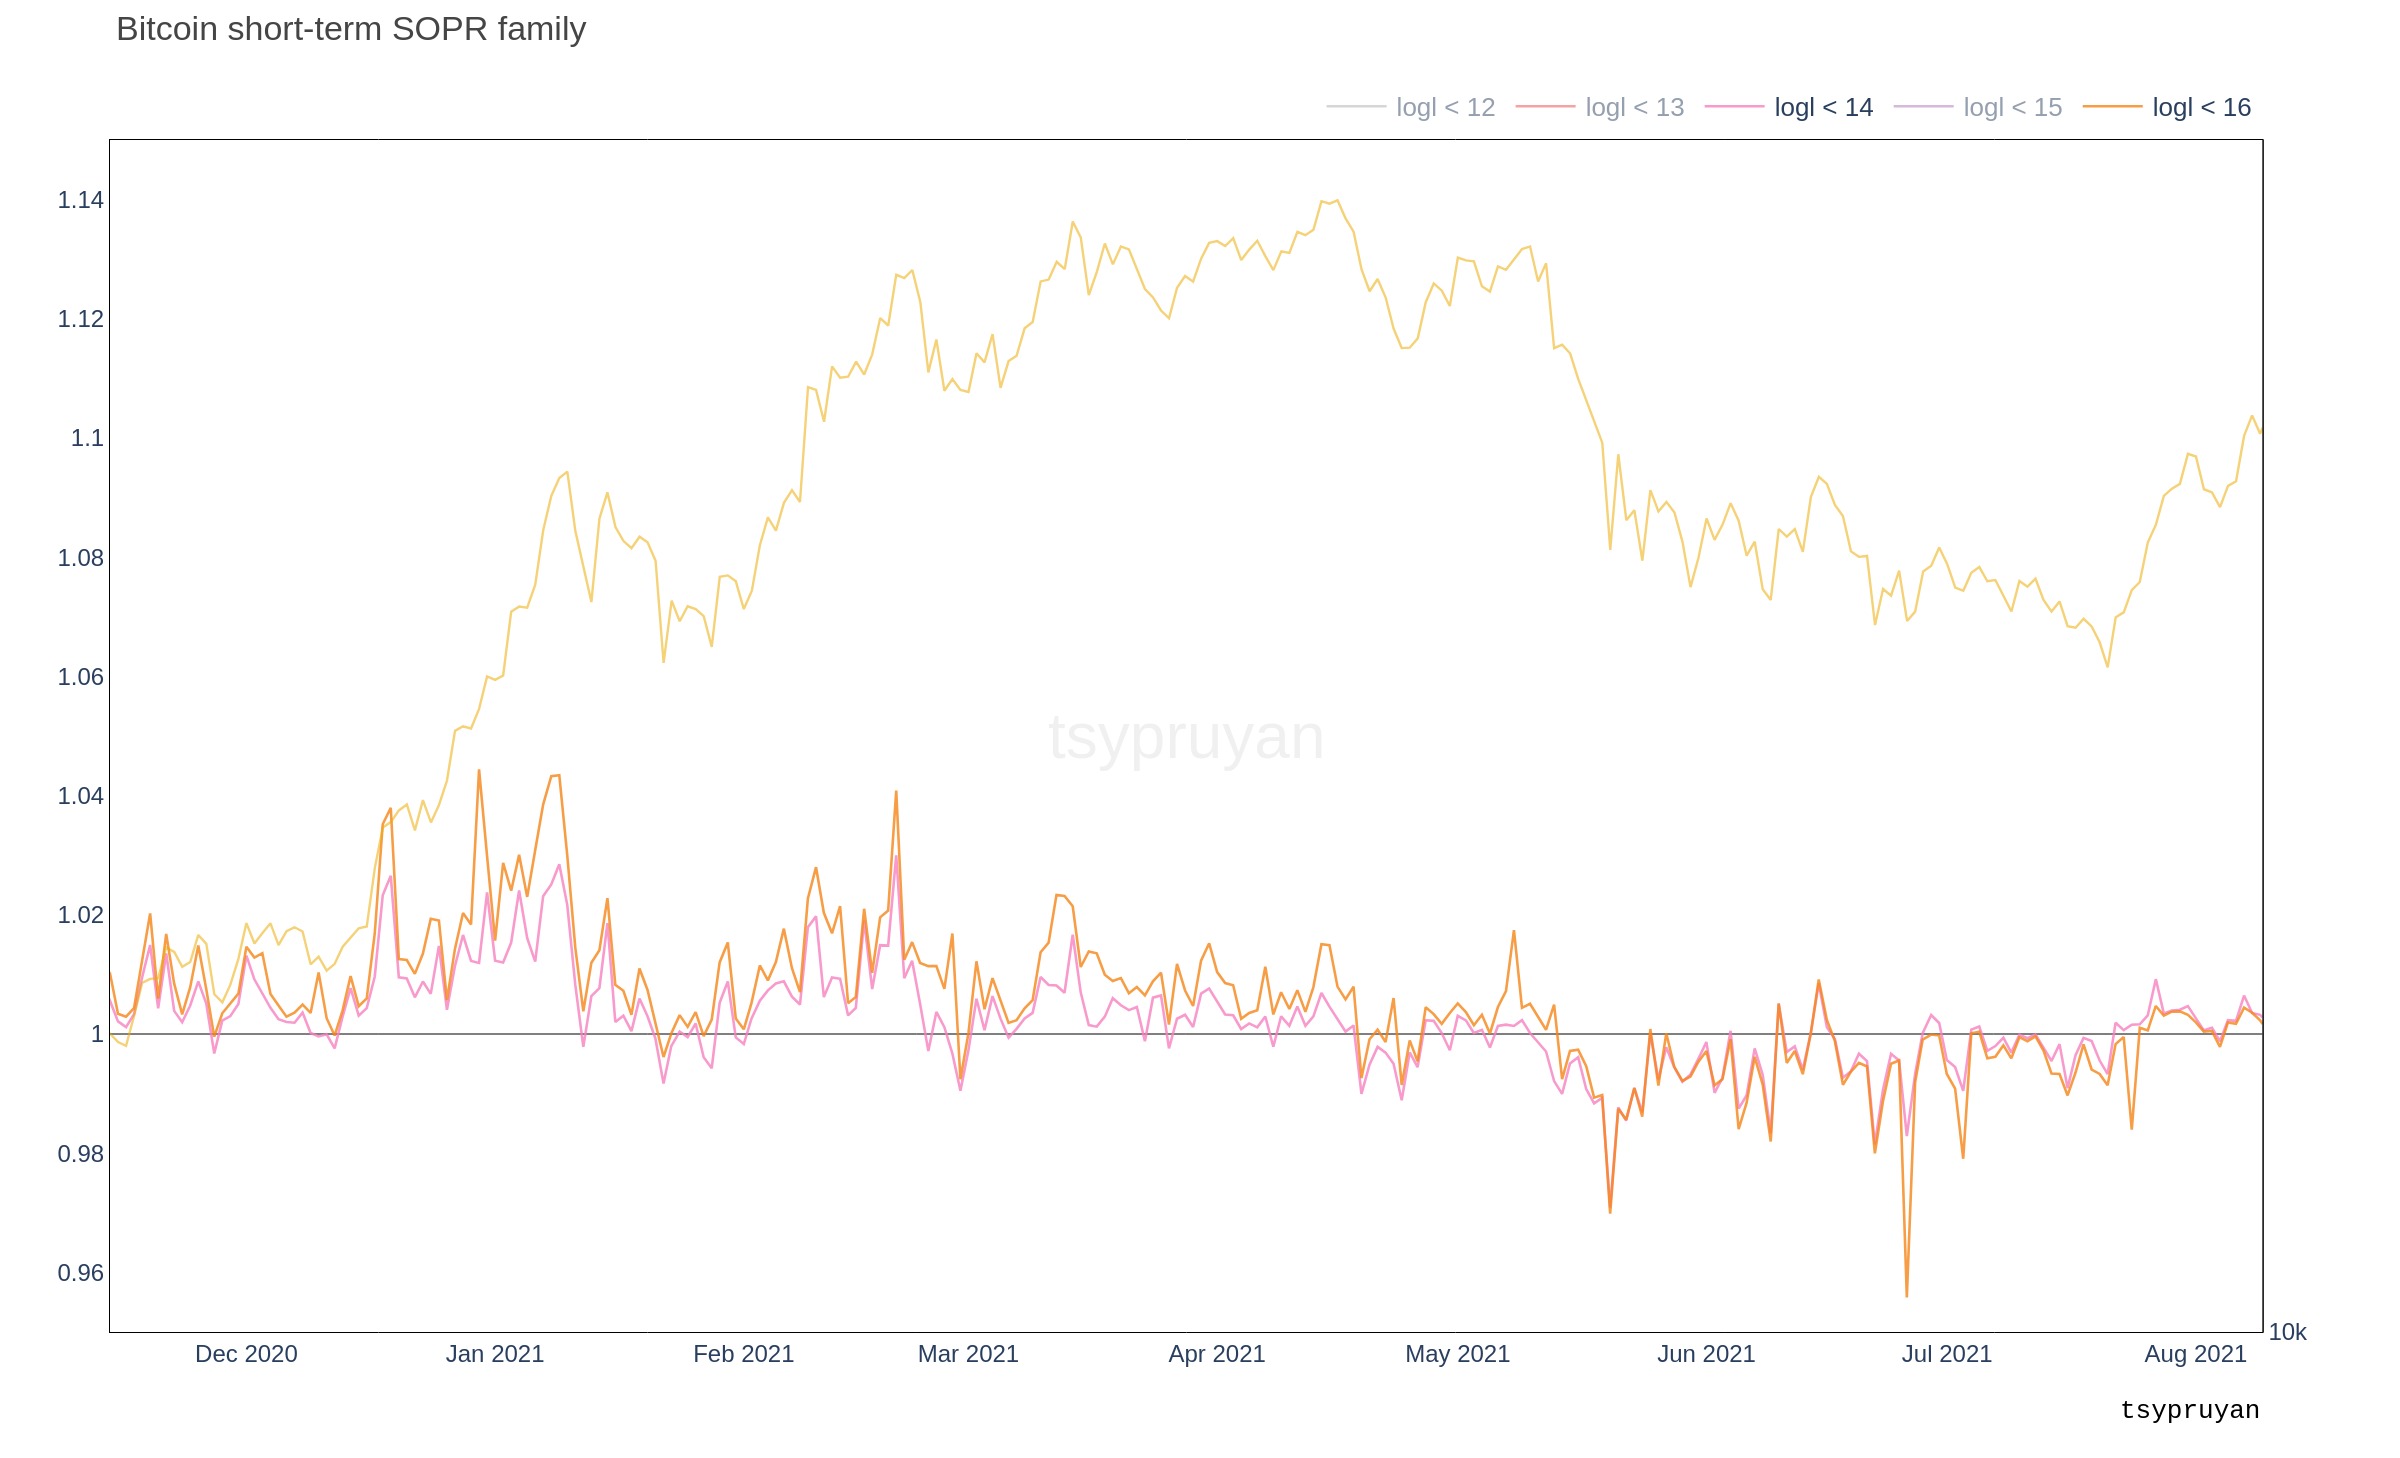 Bitcoin short-term SOPR family
logl < 12 logl < 13 logl < 14 logl < 15 logl < 16
1.14
1.12
1.1
1.08
1.06
tsypruyan
1.04
1.02
1
0.98
0.96
10k
Dec 2020 Jan 2021 Feb 2021 Mar 2021 Apr 2021 May 2021 Jun 2021 Jul 2021 Aug 2021
tsypruyan